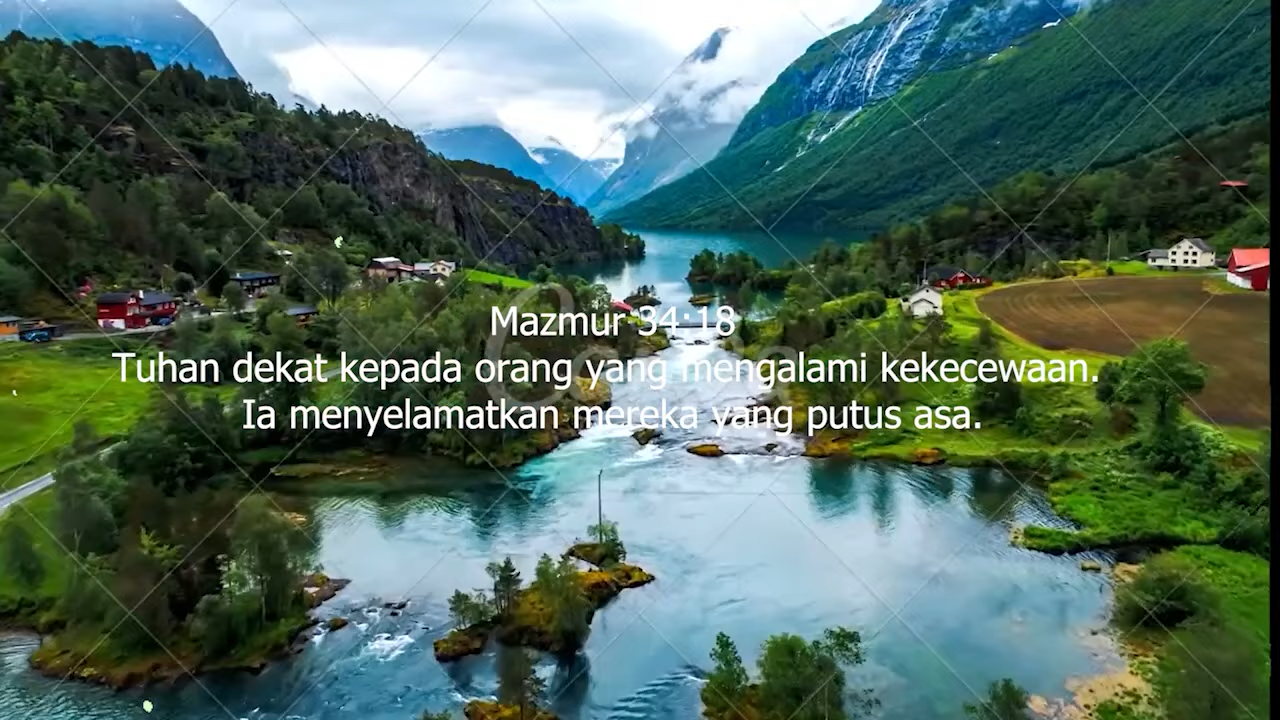 Mazmur 34:18
Tuhan dekat kepada orang yang mengalami kekecewaan.
Ia menyelamatkan mereka yang putus asa.